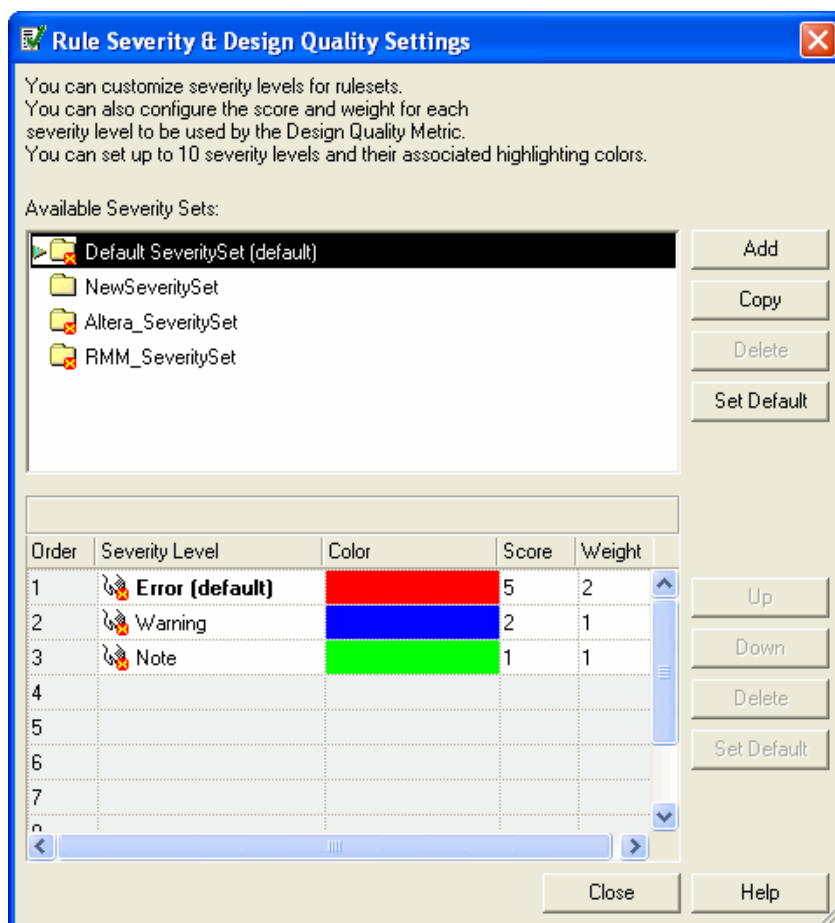 Rule Severity & Design Quality Settings
You can customize severity levels for rulesets.
You can also configure the score and weight for each
severity level to be used by the Design Quality Metric.
You can set up to 10 severity levels and their associated highlighting colors.
Available Severity Sets:
Default SeveritySet (default)
NewSeveritySet
Altera_SeveritySet
RMM_SeveritySet
Add
Copy
Delete
Set Default
Order Severity Level Color Score Weight
1 Error (default) 5 2
2 Warning 2 1
3 Note 1 1
4
5
6
7
Up
Down
Delete
Set Default
Close Help